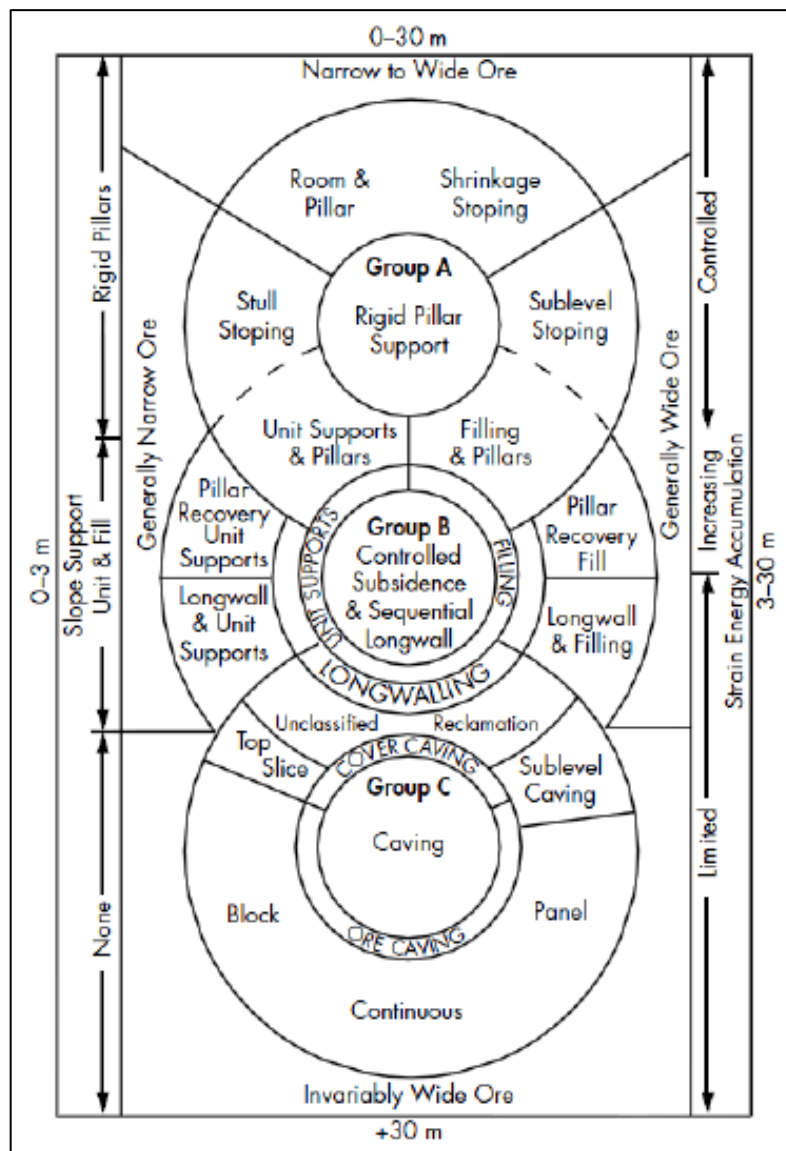 0–30 m
Narrow to Wide Ore
Room &
Pillar
Shrinkage
Stoping
Group A
Rigid Pillar
Support
Stull
Stoping
Sublevel
Stoping
Unit Supports
& Pillars
Filling
& Pillars
Pillar
Recovery
Unit
Supports
Pillar
Recovery
Fill
Group B
Controlled
Subsidence
& Sequential
Longwall
UNIT SUPPORTS
FILLING
LONGWALLING
Longwall
& Unit
Supports
Longwall
& Filling
Unclassified
Reclamation
Top
Slice
COVER CAVING
Sublevel
Caving
Group C
Caving
ORE CAVING
Block
Panel
Continuous
Invariably Wide Ore
+30 m
0–3 m
Slope Support
Rigid Pillars
Unit & Fill
None
Generally Narrow Ore
Generally Wide Ore
Controlled
Increasing
Limited
Strain Energy Accumulation
3–30 m